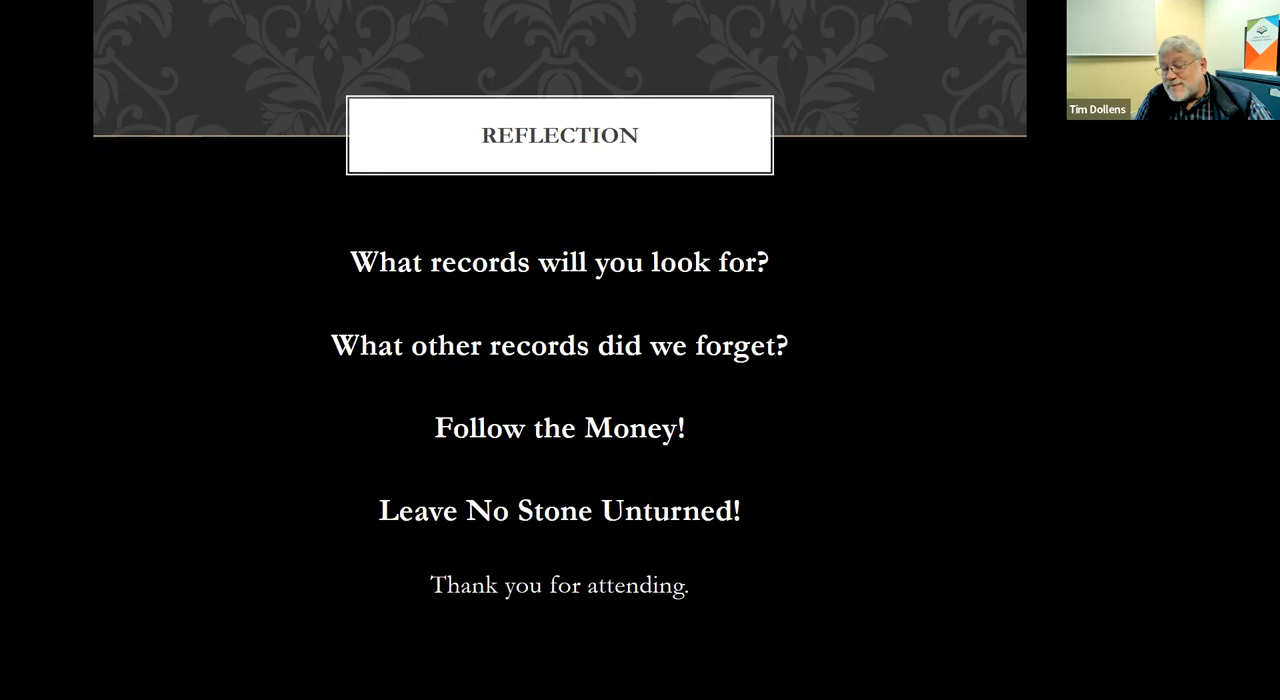 REFLECTION
What records will you look for?
What other records did we forget?
Follow the Money!
Leave No Stone Unturned!
Thank you for attending.
Tim Dollens